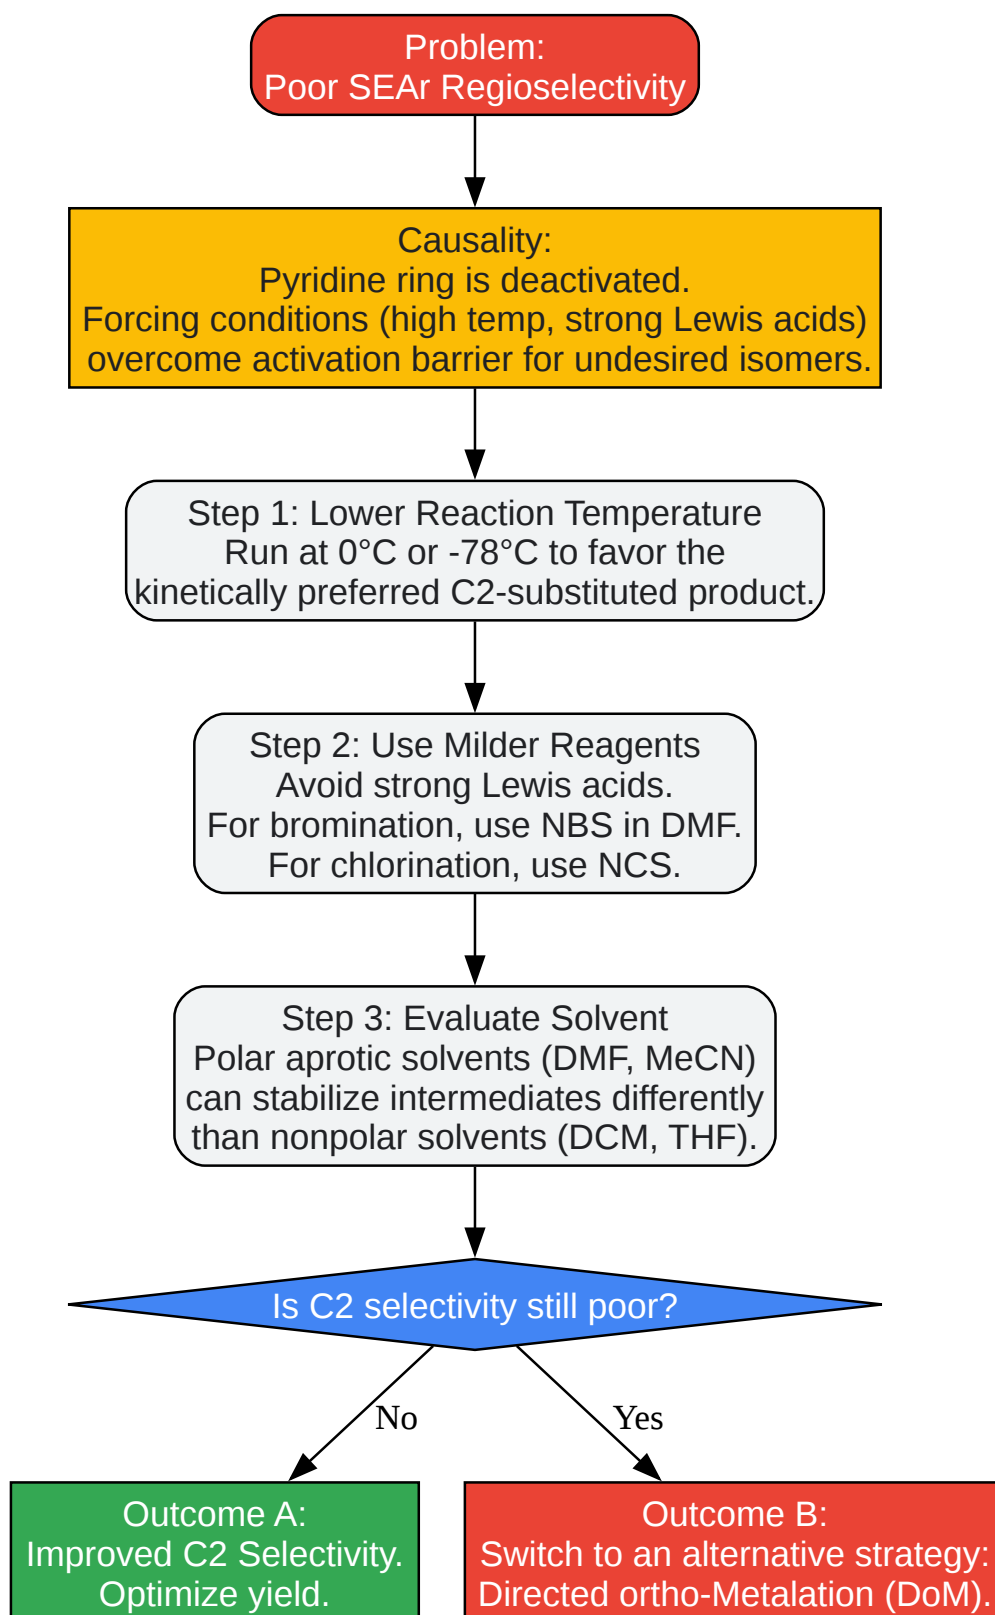 Problem:
Poor SEAr Regioselectivity
Causality:
Pyridine ring is deactivated.
Forcing conditions (high temp, strong Lewis acids)
overcome activation barrier for undesired isomers.
Step 1: Lower Reaction Temperature
Run at 0°C or -78°C to favor the
kinetically preferred C2-substituted product.
Step 2: Use Milder Reagents
Avoid strong Lewis acids.
For bromination, use NBS in DMF.
For chlorination, use NCS.
Step 3: Evaluate Solvent
Polar aprotic solvents (DMF, MeCN)
can stabilize intermediates differently
than nonpolar solvents (DCM, THF).
Is C2 selectivity still poor?
No
Yes
Outcome A:
Improved C2 Selectivity.
Optimize yield.
Outcome B:
Switch to an alternative strategy:
Directed ortho-Metalation (DoM).